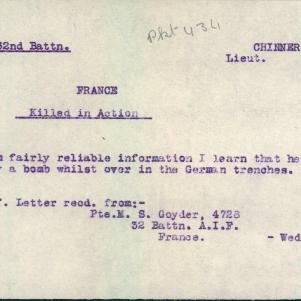 32nd Battn.
Pkt 434
CHINNER
Lieut.
FRANCE
Killed in Action
fairly reliable information I learn that he
a bomb whilst over in the German trenches.
Letter recd. from:-
Pte.M. S. Goyder, 4728
32 Battn. A.I.F.
France.
- Wed